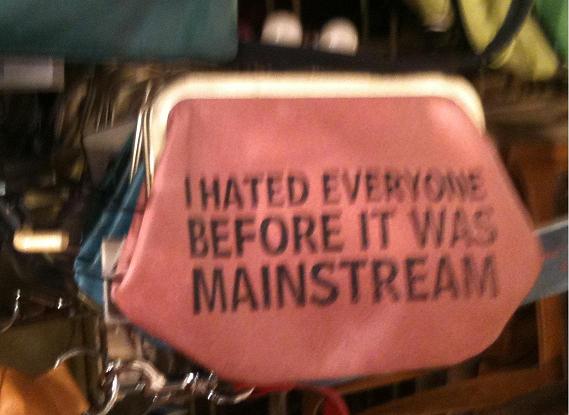 I HATED EVERYONE
BEFORE IT WAS
MAINSTREAM